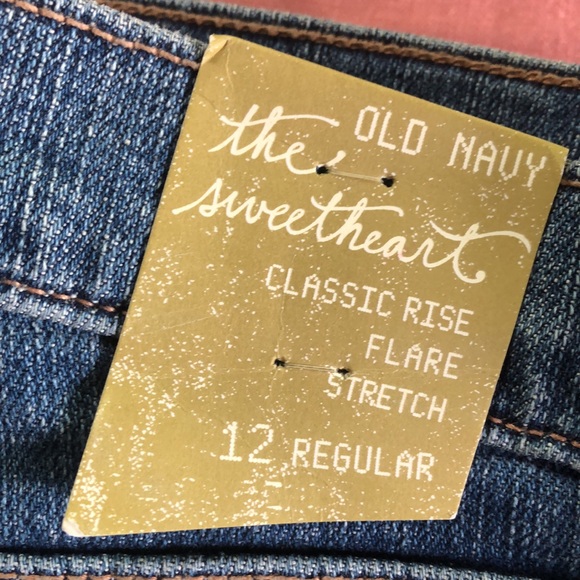 OLD NAVY
the
sweetheart
CLASSIC RISE
FLARE
STRETCH
12 REGULAR